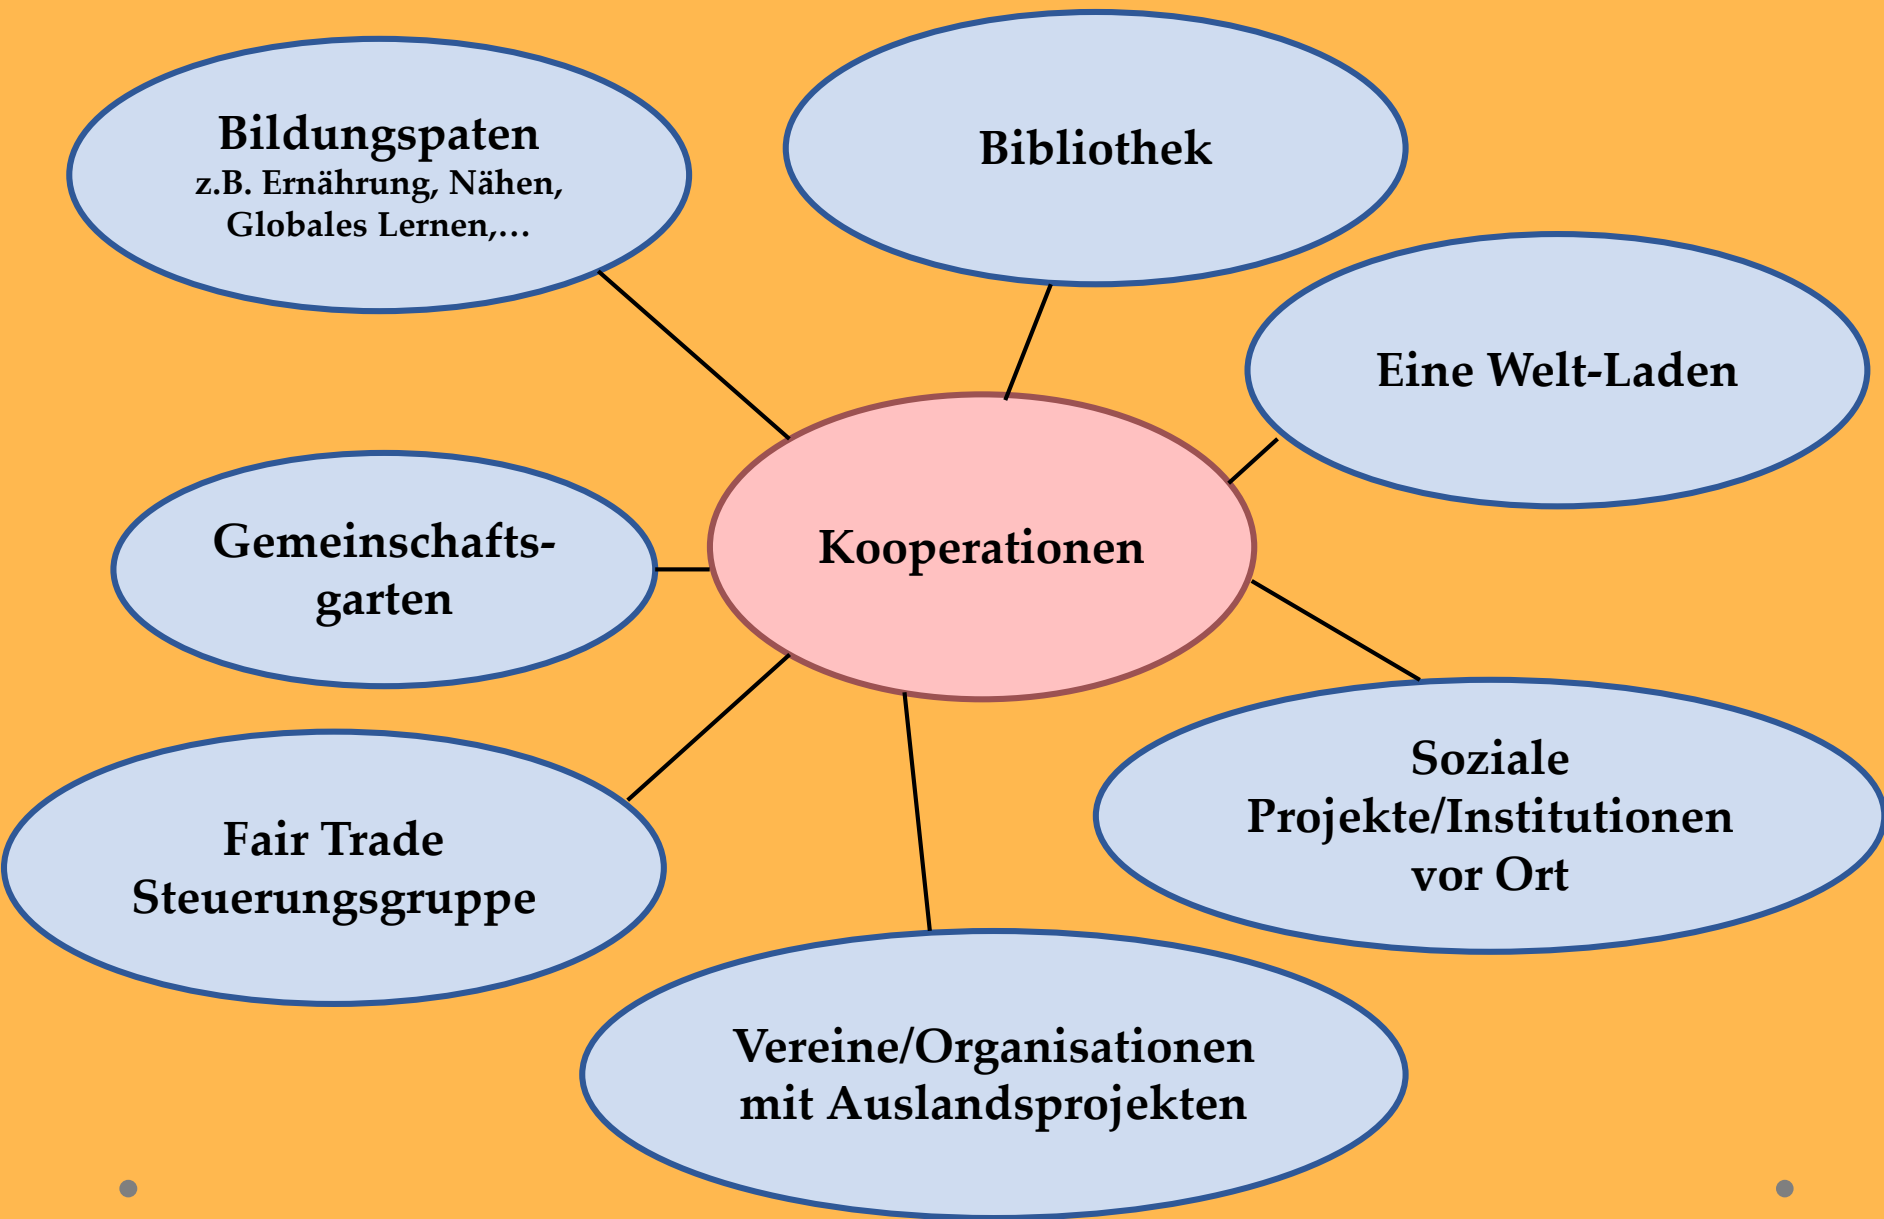 Bildungspaten
z.B. Ernährung, Nähen,
Globales Lernen,…
Bibliothek
Eine Welt-Laden
Kooperationen
Gemeinschafts-
garten
Soziale
Projekte/Institutionen
vor Ort
Fair Trade
Steuerungsgruppe
Vereine/Organisationen
mit Auslandsprojekten